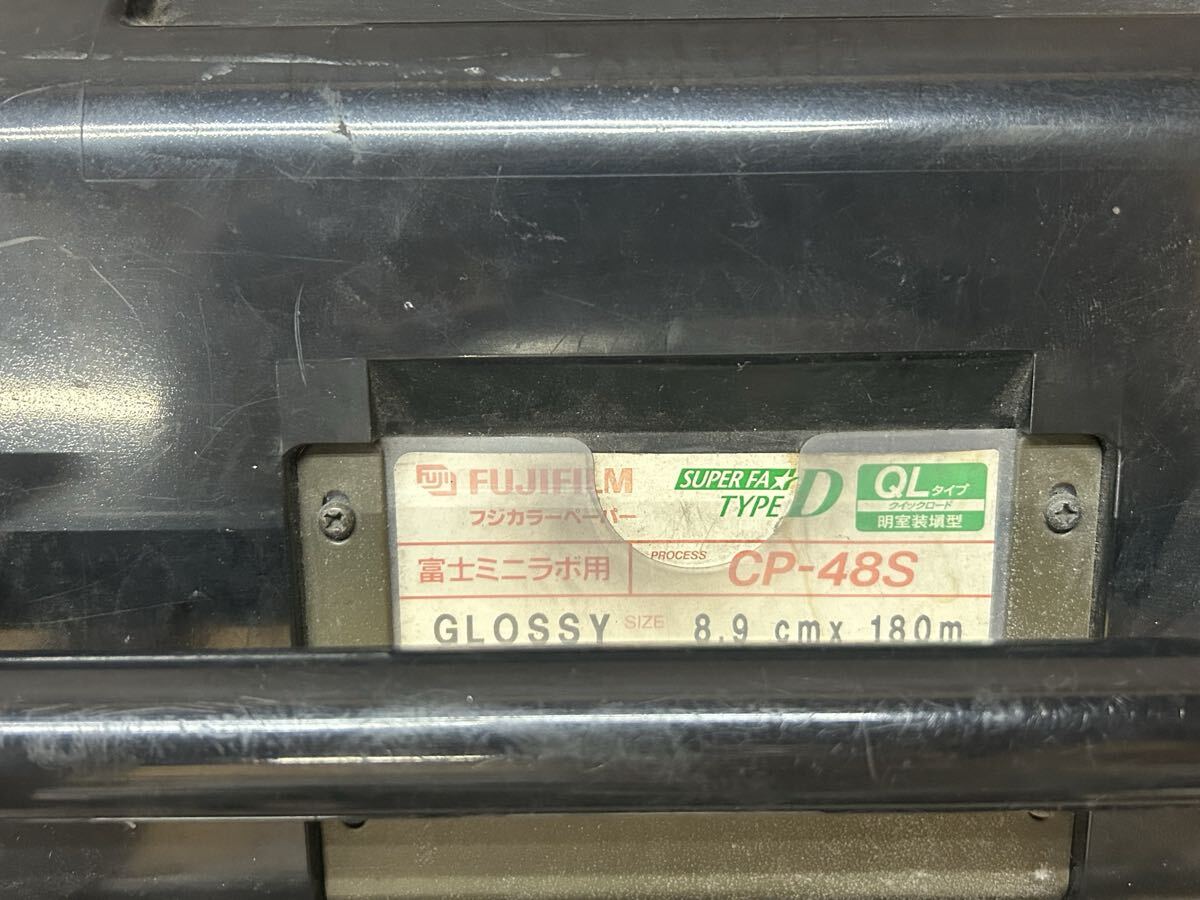 FUJI FUJIFILM
フジカラーペーパー
SUPER FA★
TYPE D
QLタイプ
クイックロード
明室装塡型
富士ミニラボ用
PROCESS CP-48S
GLOSSY SIZE 8.9 cmx 180m